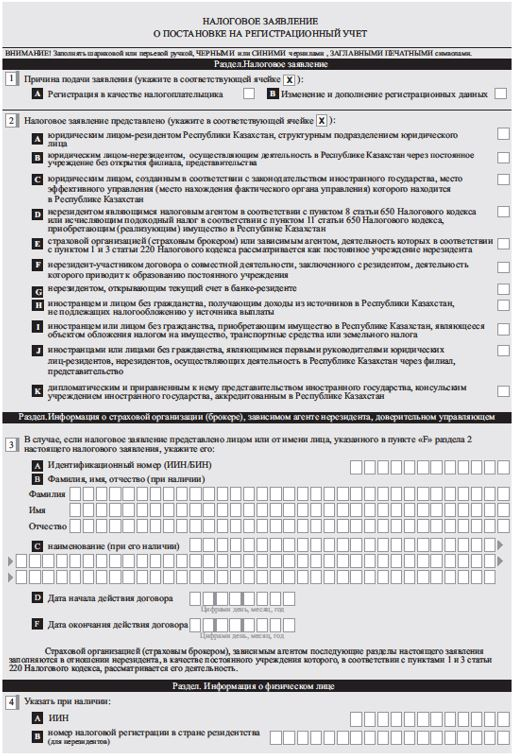 НАЛОГОВОЕ ЗАЯВЛЕНИЕ
О ПОСТАНОВКЕ НА РЕГИСТРАЦИОННЫЙ УЧЕТ
ВНИМАНИЕ! Заполнять шариковой или перьевой ручкой, ЧЕРНЫМИ или СИНИМИ чернилами , ЗАГЛАВНЫМИ ПЕЧАТНЫМИ символами.
Раздел.Налоговое заявление
1 Причина подачи заявления (укажите в соответствующей ячейке X ):
A Регистрация в качестве налогоплательщика B Изменение и дополнение регистрационных данных
2 Налоговое заявление представлено (укажите в соответствующей ячейке X ):
A юридическим лицом-резидентом Республики Казахстан, структурным подразделением юридического
лица
B юридическим лицом-нерезидентом, осуществляющим деятельность в Республике Казахстан через постоянное
учреждение без открытия филиала, представительства
C юридическим лицом, созданным в соответствии с законодательством иностранного государства, место
эффективного управления (место нахождения фактического органа управления) которого находится
в Республике Казахстан
D нерезидентом являющимся налоговым агентом в соответствии с пунктом 8 статьи 650 Налогового кодекса
или исчисляющим подоходный налог в соответствии с пунктом 11 статьи 650 Налогового кодекса,
приобретающим (реализующим) имущество в Республике Казахстан
E страховой организацией (страховым брокером) или зависимым агентом, деятельность которых в соответствии
с пунктом 1 и 3 статьи 220 Налогового кодекса рассматривается как постоянное учреждение нерезидента
F нерезидент-участником договора о совместной деятельности, заключенного с резидентом, деятельность
которого приводит к образованию постоянного учреждения
G нерезидентом, открывающим текущий счет в банке-резиденте
H иностранцем и лицом без гражданства, получающим доходы из источников в Республике Казахстан,
не подлежащих налогообложению у источника выплаты
I иностранцем или лицом без гражданства, приобретающим имущество в Республике Казахстан, являющееся
объектом обложения налогом на имущество, транспортные средства или земельного налога
J иностранцами или лицами без гражданства, являющимися первыми руководителями юридических
лиц-резидентов, нерезидентов, осуществляющих деятельность в Республике Казахстан через филиал,
представительство
K дипломатическим и приравненным к нему представительством иностранного государства, консульским
учреждением иностранного государства, аккредитованным в Республике Казахстан
Раздел.Информация о страховой организации (брокере), зависимом агенте нерезидента, доверительном управляющем
3 В случае, если налоговое заявление представлено лицом или от имени лица, указанного в пункте «F» раздела 2
настоящего налогового заявления, укажите его:
A Идентификационный номер (ИИН/БИН)
B Фамилия, имя, отчество (при наличии)
Фамилия
Имя
Отчество
C наименование (при его наличии)
D Дата начала действия договора
Цифрами день, месяц, год
F Дата окончания действия договора
Цифрами день, месяц, год
Страховой организацией (страховым брокером), зависимым агентом последующие разделы настоящего заявления
заполняются в отношении нерезидента, в качестве постоянного учреждения которого, в соответствии с пунктами 1 и 3 статьи
220 Налогового кодекса, рассматривается его деятельность.
Раздел. Информация о физическом лице
4 Указать при наличии:
A ИИН
B номер налоговой регистрации в стране резидентства
(для нерезидентов)